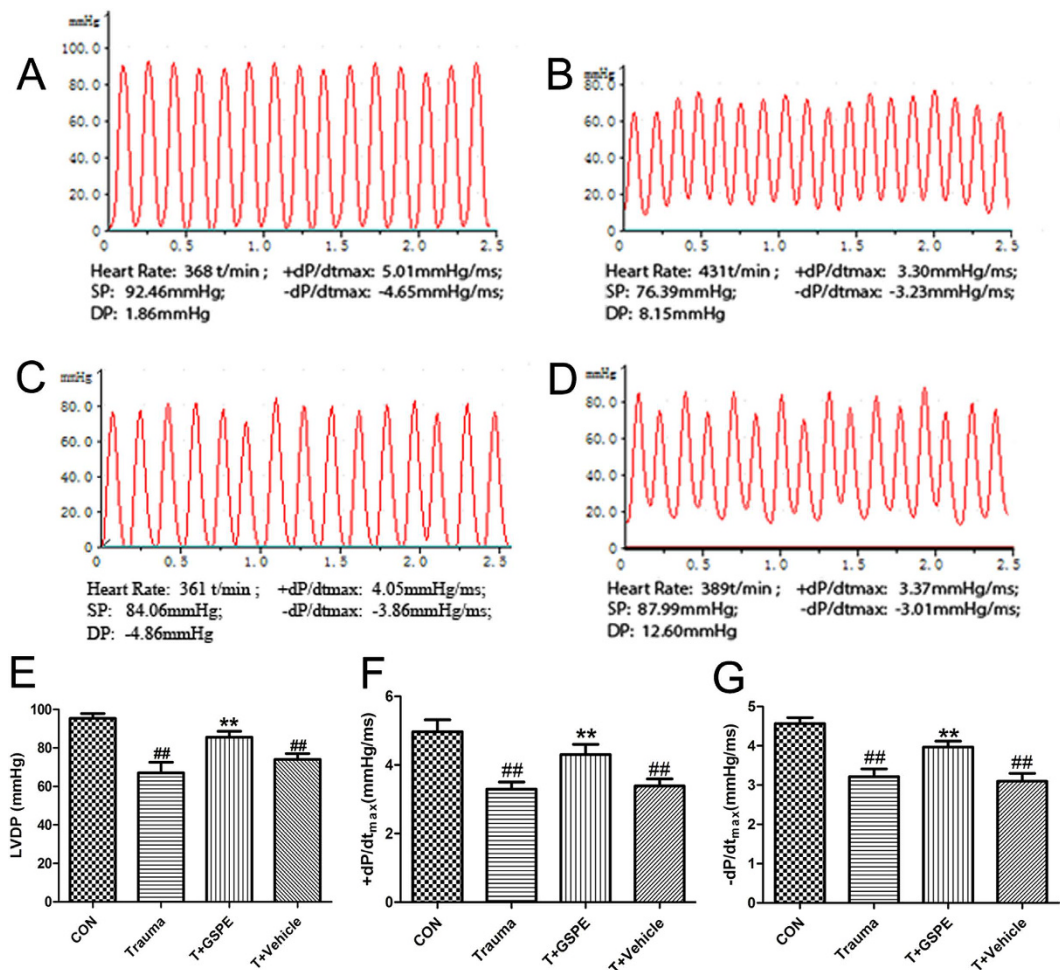 A
mmHg
100.0
80.0
60.0
40.0
20.0
0
0 0.5 1.0 1.5 2.0 2.5
Heart Rate: 368 t/min ; +dP/dtmax: 5.01mmHg/ms;
SP: 92.46mmHg; -dP/dtmax: -4.65mmHg/ms;
DP: 1.86mmHg
B
mmHg
80.0
60.0
40.0
20.0
0
0 0.5 1.0 1.5 2.0 2.5
Heart Rate: 431t/min ; +dP/dtmax: 3.30mmHg/ms;
SP: 76.39mmHg; -dP/dtmax: -3.23mmHg/ms;
DP: 8.15mmHg
C
mmHg
80.0
60.0
40.0
20.0
0
0 0.5 1.0 1.5 2.0 2.5
Heart Rate: 361 t/min ; +dP/dtmax: 4.05mmHg/ms;
SP: 84.06mmHg; -dP/dtmax: -3.86mmHg/ms;
DP: -4.86mmHg
D
mmHg
80.0
60.0
40.0
20.0
0
0 0.5 1.0 1.5 2.0 2.5
Heart Rate: 389t/min ; +dP/dtmax: 3.37mmHg/ms;
SP: 87.99mmHg; -dP/dtmax: -3.01mmHg/ms;
DP: 12.60mmHg
E
LVDP (mmHg)
100
80
60
40
20
0
## ** ##
CON Trauma T+GSPE T+Vehicle
F
+dP/dtmax(mmHg/ms)
6
4
2
0
## ** ##
CON Trauma T+GSPE T+Vehicle
G
-dP/dtmax(mmHg/ms)
5
4
3
2
1
0
## ** ##
CON Trauma T+GSPE T+Vehicle